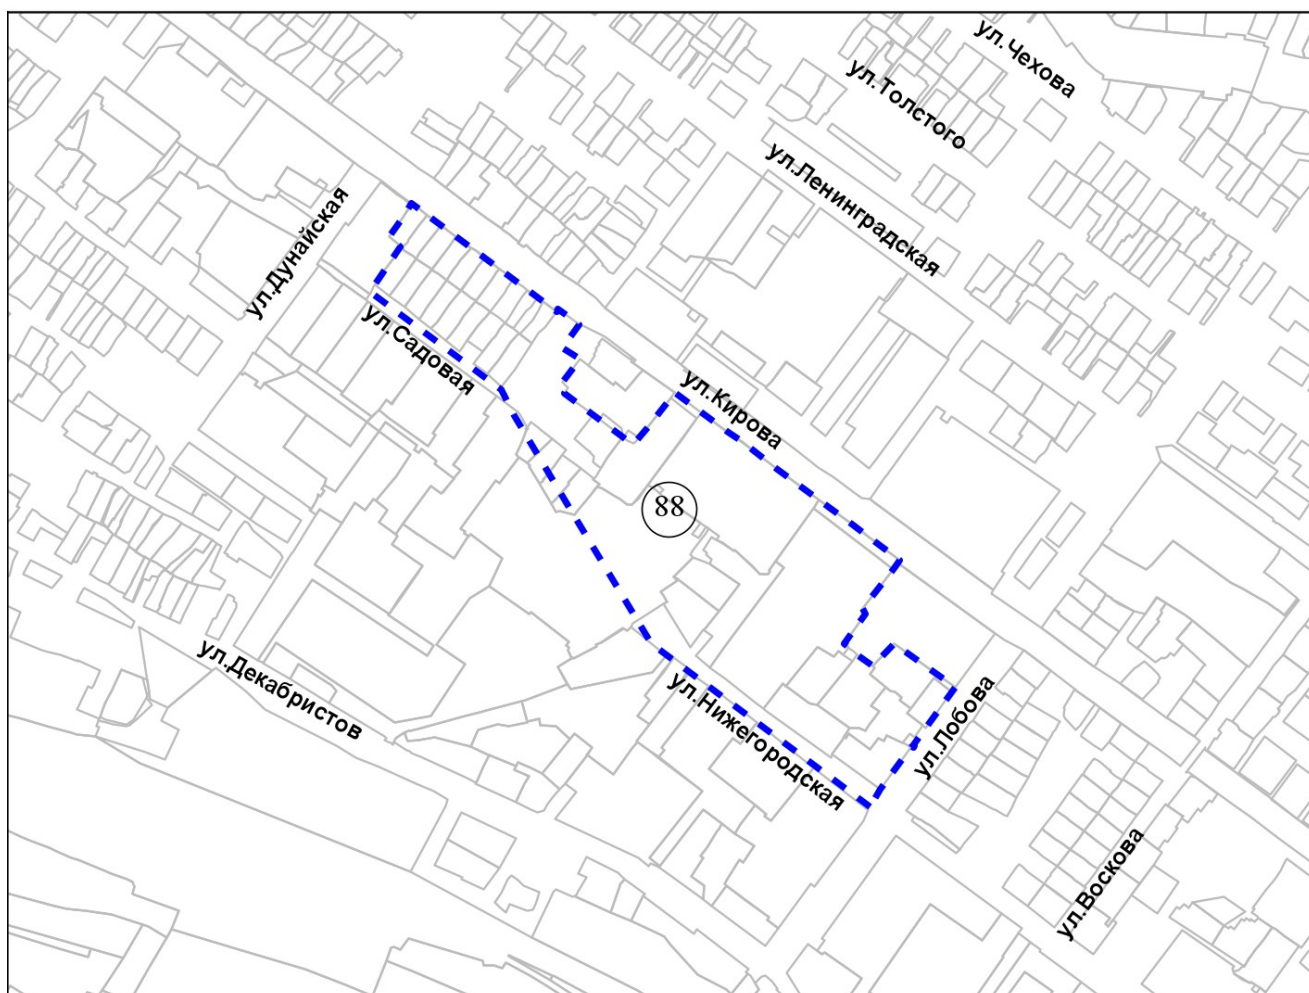 ул.Чехова
ул.Толстого
ул.Ленинградская
ул.Дунайская
ул.Садовая
ул.Кирова
88
ул.Декабристов
ул.Нижегородская
ул.Лобова
ул.Воскова